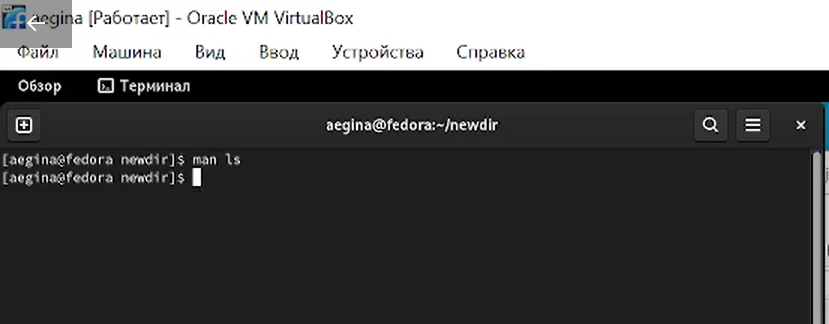 aegina [Работает] - Oracle VM VirtualBox
Файл Машина Вид Ввод Устройства Справка
Обзор Терминал
aegina@fedora:~/newdir
[aegina@fedora newdir]$ man ls
[aegina@fedora newdir]$